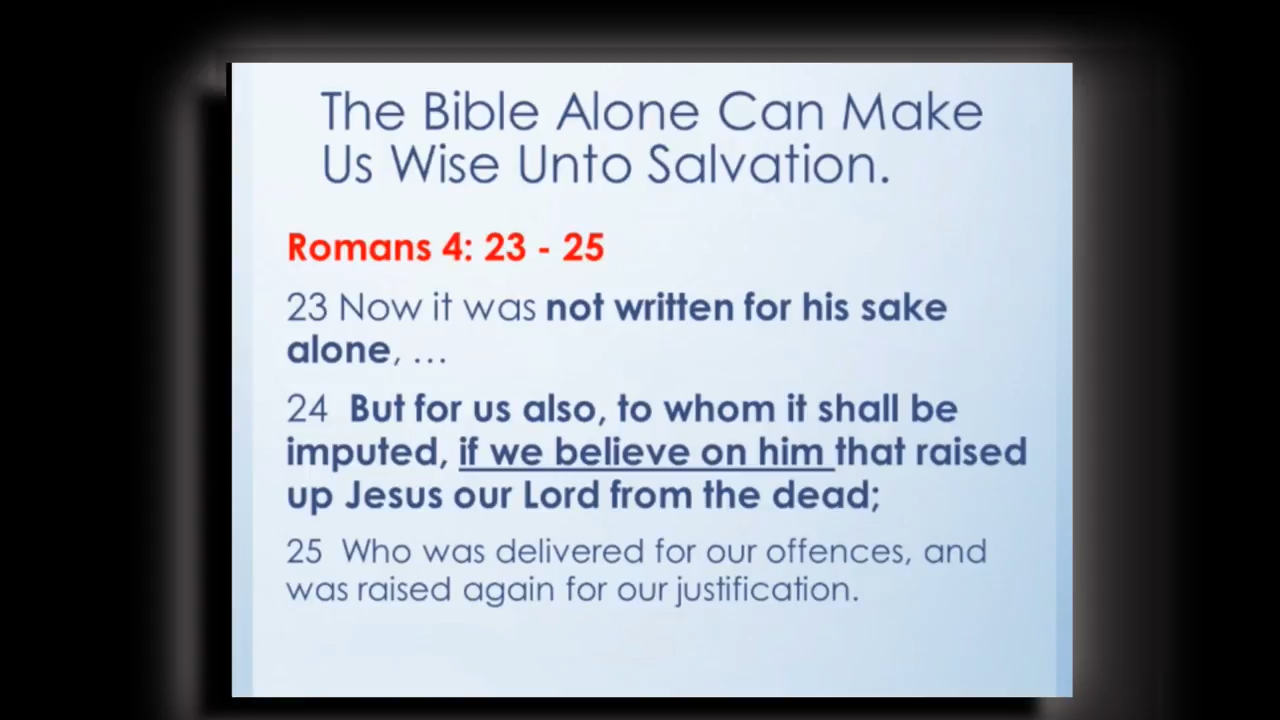 The Bible Alone Can Make
Us Wise Unto Salvation.
Romans 4: 23 - 25
23 Now it was not written for his sake
alone, ...
24 But for us also, to whom it shall be
imputed, if we believe on him that raised
up Jesus our Lord from the dead;
25 Who was delivered for our offences, and
was raised again for our justification.